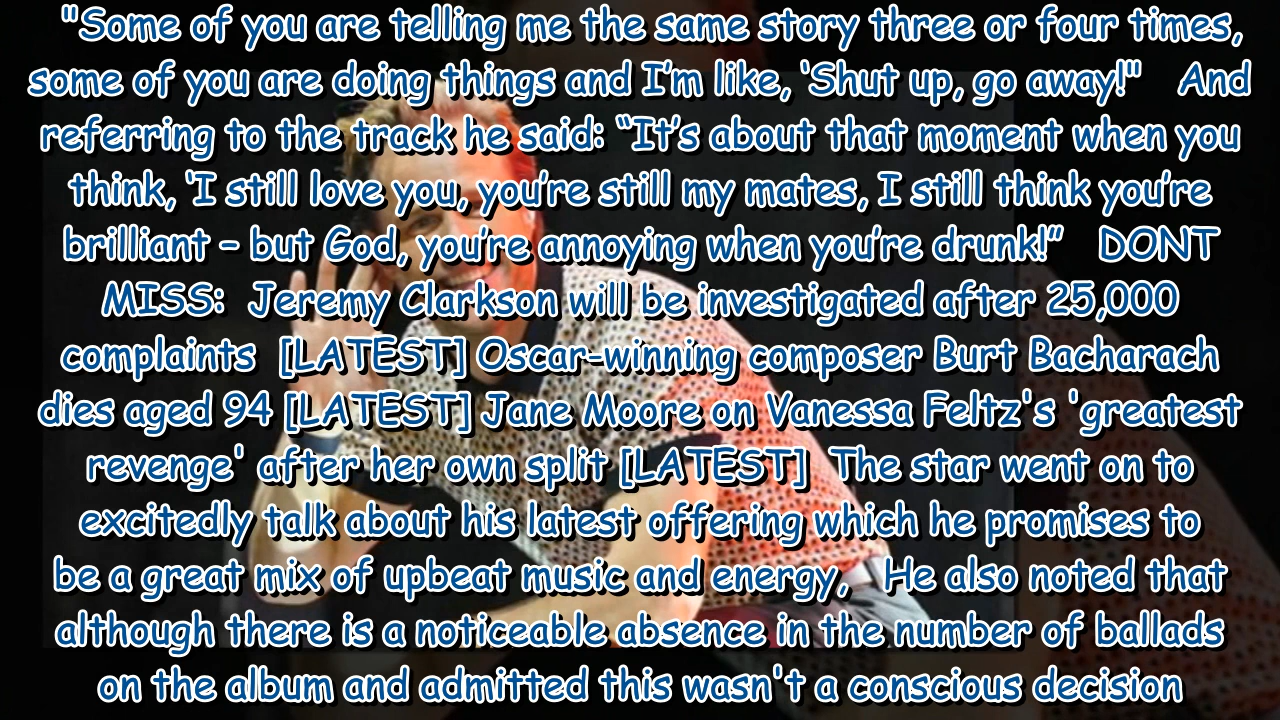 "Some of you are telling me the same story three or four times,
some of you are doing things and I’m like, ‘Shut up, go away!" And
referring to the track he said: “It’s about that moment when you
think, ‘I still love you, you’re still my mates, I still think you’re
brilliant – but God, you’re annoying when you’re drunk!” DONT
MISS: Jeremy Clarkson will be investigated after 25,000
complaints [LATEST] Oscar-winning composer Burt Bacharach
dies aged 94 [LATEST] Jane Moore on Vanessa Feltz's 'greatest
revenge' after her own split [LATEST] The star went on to
excitedly talk about his latest offering which he promises to
be a great mix of upbeat music and energy, He also noted that
although there is a noticeable absence in the number of ballads
on the album and admitted this wasn't a conscious decision